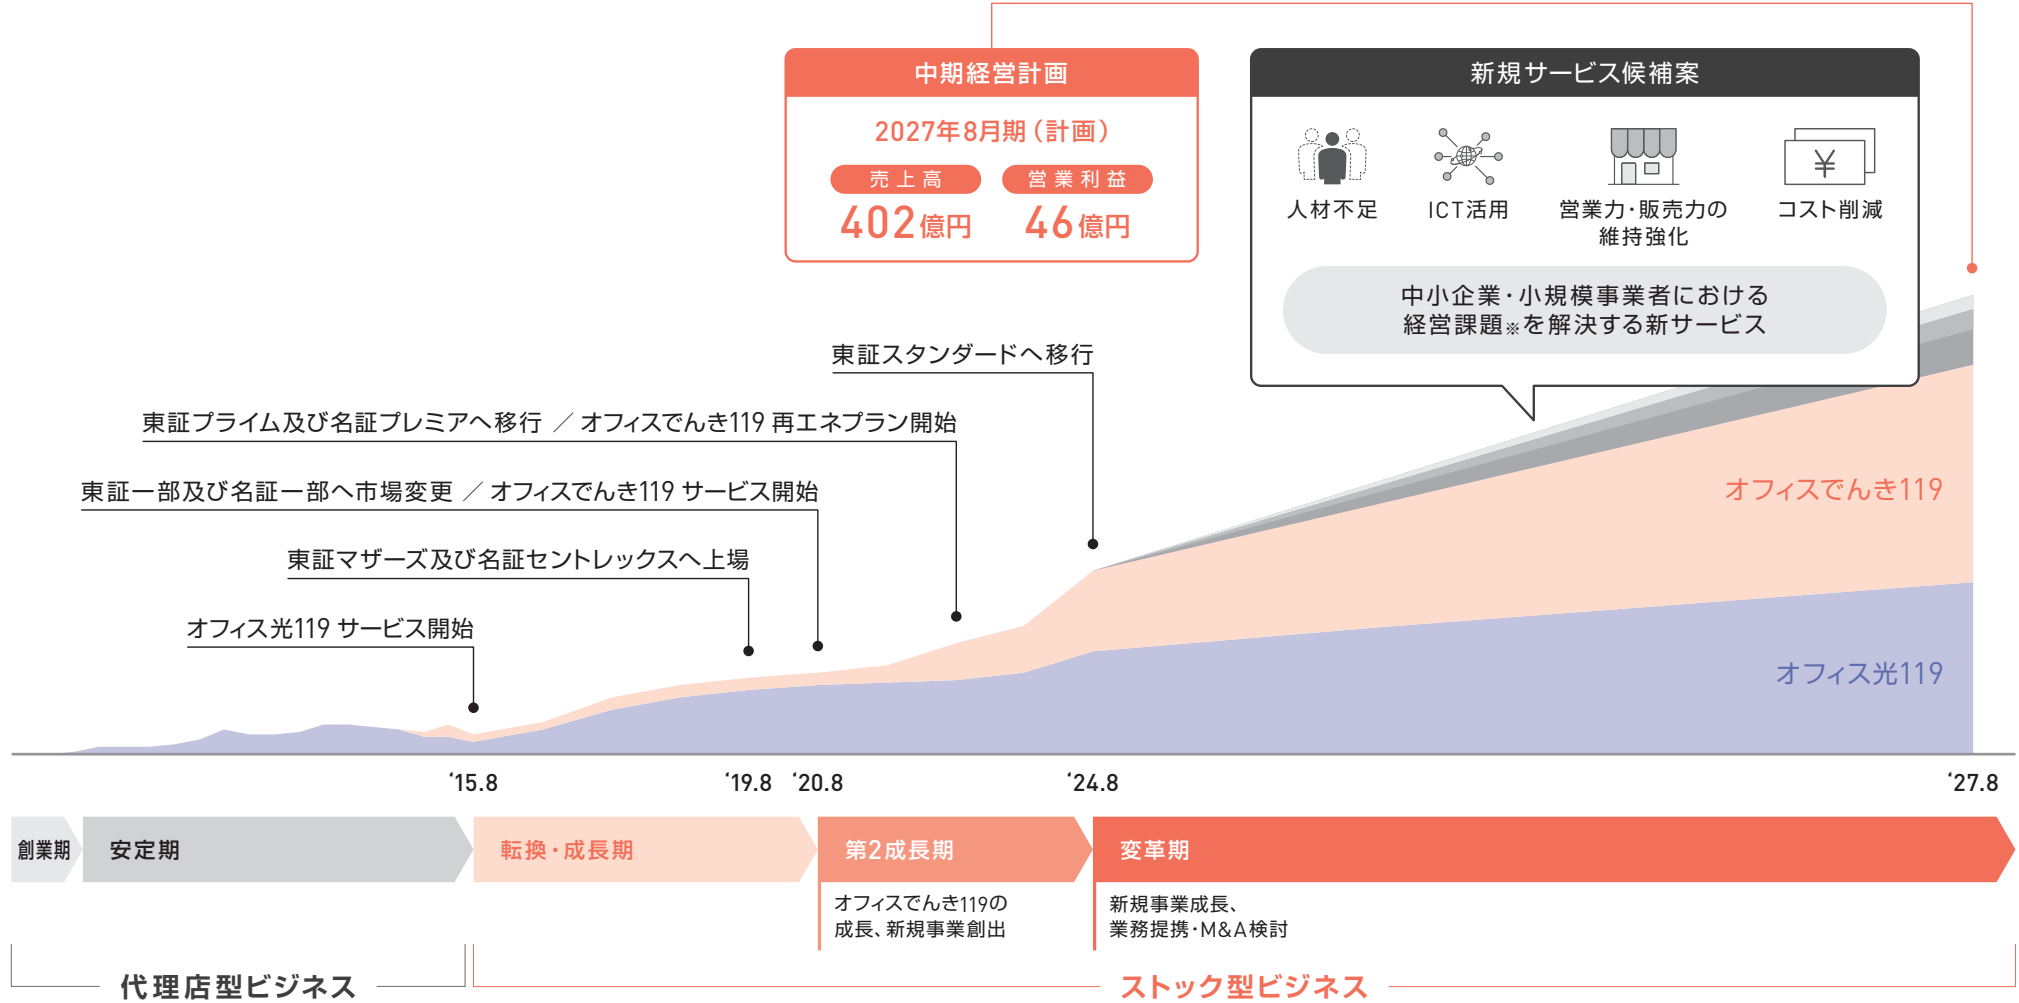 中期経営計画
2027年8月期（計画）
売上高
営業利益
402億円
46億円
新規サービス候補案
人材不足
ICT活用
営業力・販売力の
維持強化
コスト削減
中小企業・小規模事業者における
経営課題※を解決する新サービス
東証スタンダードへ移行
東証プライム及び名証プレミアへ移行 ／ オフィスでんき119 再エネプラン開始
東証一部及び名証一部へ市場変更 ／ オフィスでんき119 サービス開始
東証マザーズ及び名証セントレックスへ上場
オフィス光119 サービス開始
オフィスでんき119
オフィス光119
‘15.8
‘19.8
‘20.8
‘24.8
‘27.8
創業期
安定期
転換・成長期
第2成長期
変革期
オフィスでんき119の
成長、新規事業創出
新規事業成長、
業務提携・M&A検討
代理店型ビジネス
ストック型ビジネス